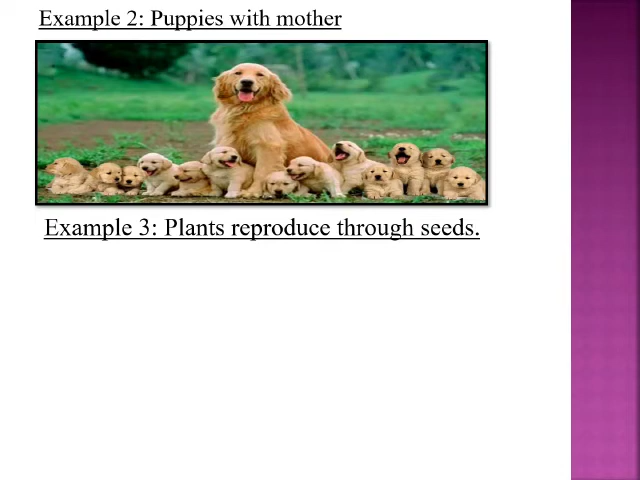 Example 2: Puppies with mother
Example 3: Plants reproduce through seeds.